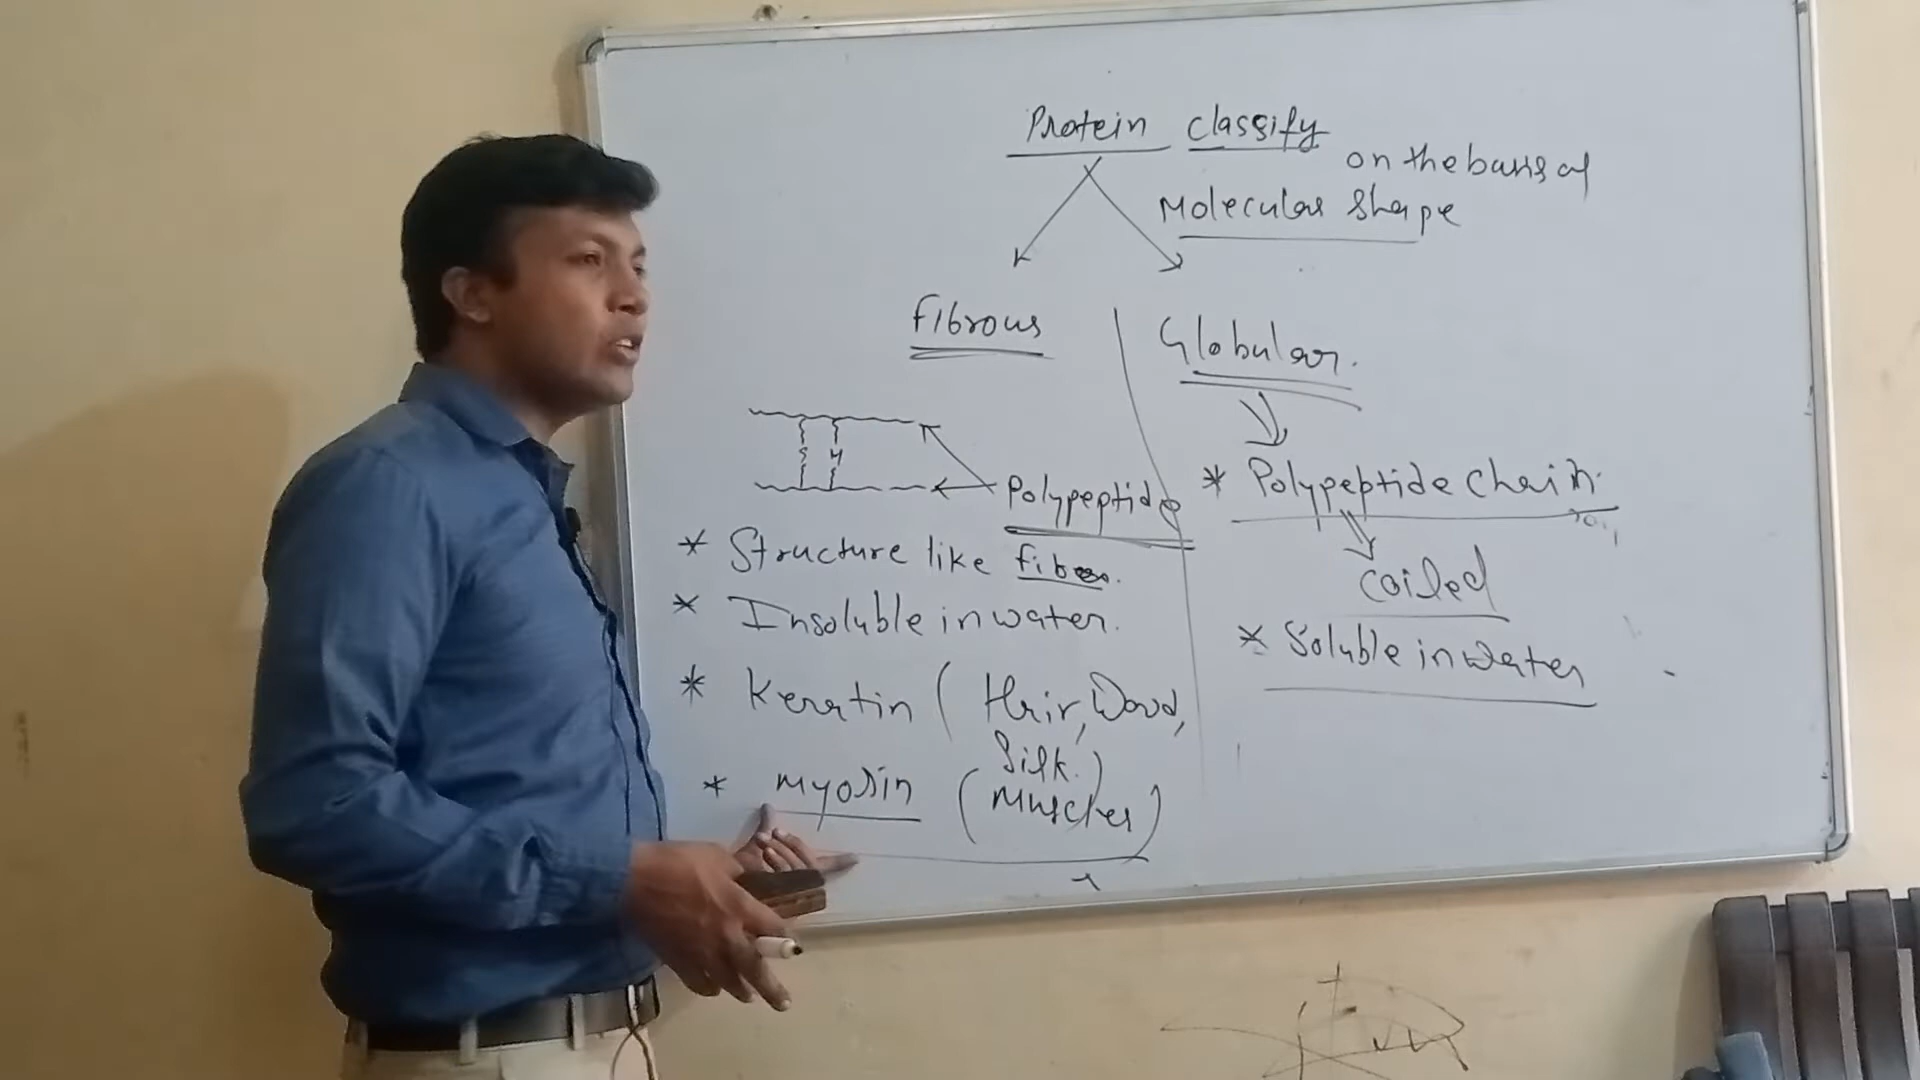 Protein classify
on the basis of
Molecular shape
Fibrous
S H
Polypeptide
* Structure like fibre.
* Insoluble in water.
* Keratin (Hair, Wool,
Silk.)
* myosin (Muscles)
Globular.
* Polypeptide chain.
coiled
* Soluble in water